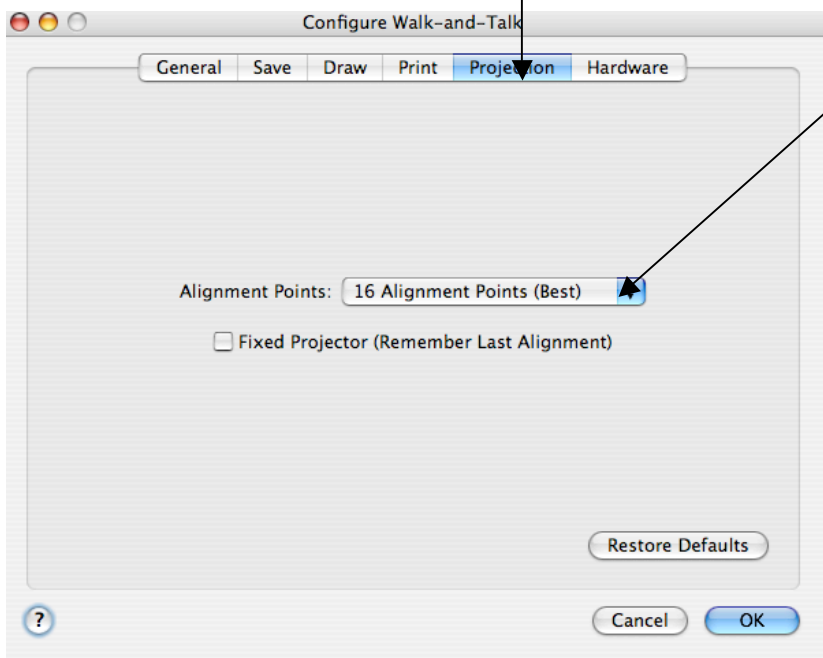 Configure Walk-and-Talk
General Save Draw Print Projection Hardware
Alignment Points: 16 Alignment Points (Best)
Fixed Projector (Remember Last Alignment)
Restore Defaults
? Cancel OK